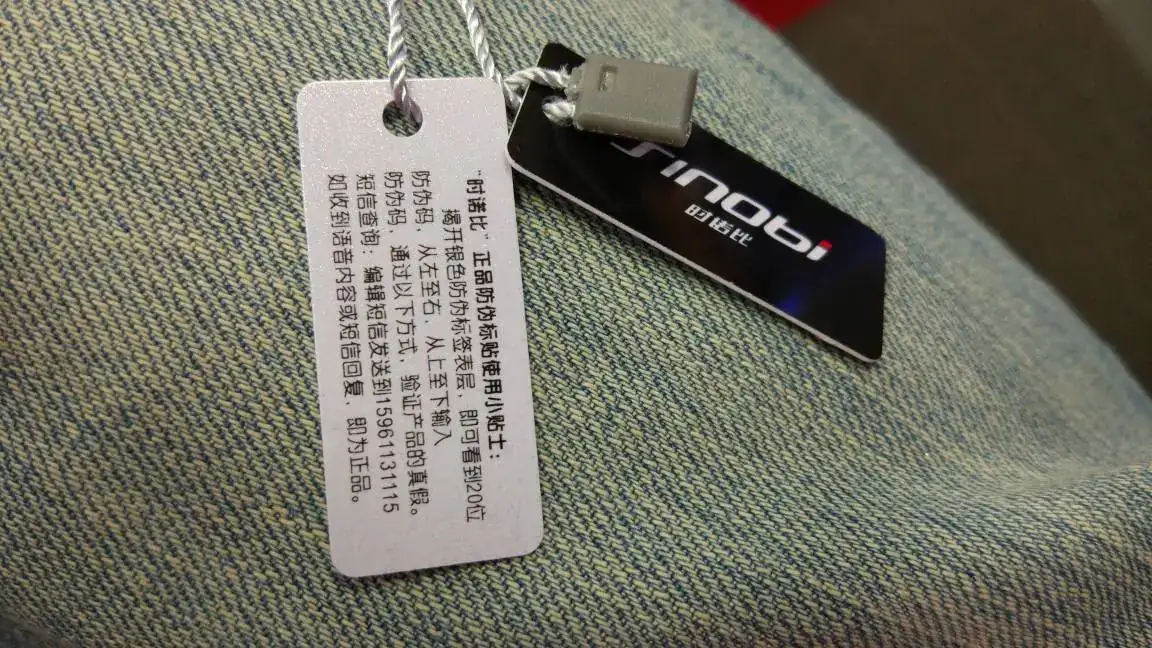 "时诺比"正品防伪标贴使用小贴士：
揭开银色防伪标签表层，即可看到20位
防伪码，从左至右，从上至下输入
防伪码，通过以下方式，验证产品的真假。
短信查询：编辑短信发送到15961131115
如收到语音内容或短信回复，即为正品。
sinobi
时诺比